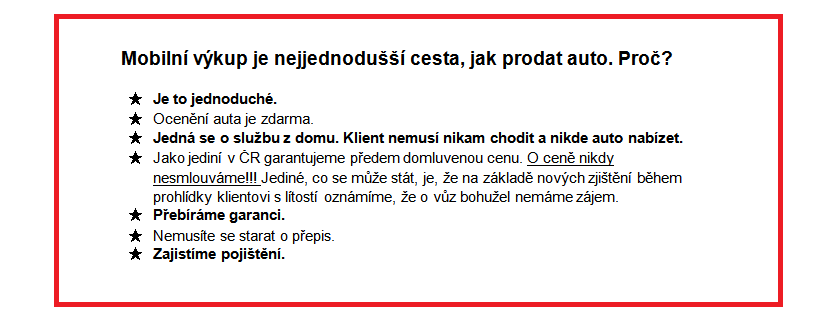 Mobilní výkup je nejjednodušší cesta, jak prodat auto. Proč?
★ Je to jednoduché.
★ Ocenění auta je zdarma.
★ Jedná se o službu z domu. Klient nemusí nikam chodit a nikde auto nabízet.
★ Jako jediní v ČR garantujeme předem domluvenou cenu. O ceně nikdy
nesmlouváme!!! Jediné, co se může stát, je, že na základě nových zjištění během
prohlídky klientovi s lítostí oznámíme, že o vůz bohužel nemáme zájem.
★ Přebíráme garanci.
★ Nemusíte se starat o přepis.
★ Zajistíme pojištění.